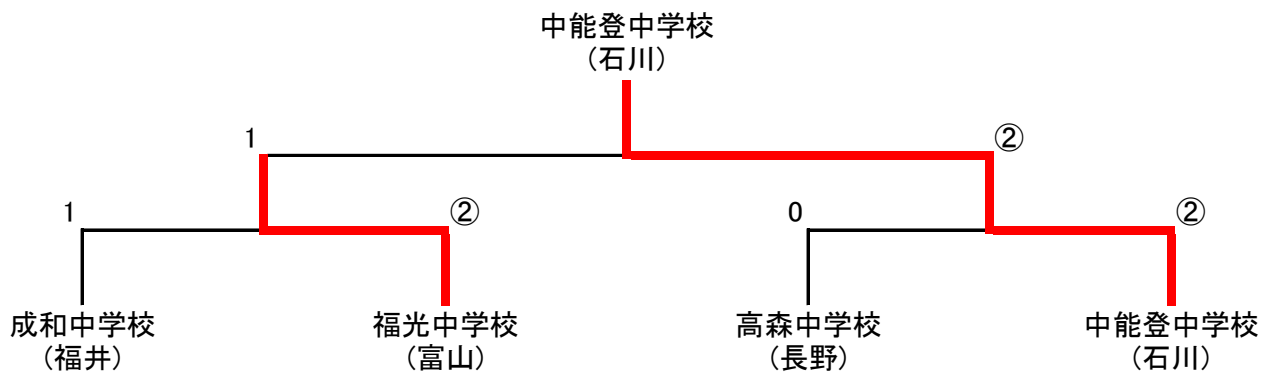 中能登中学校
（石川）
1
②
1
②
0
②
成和中学校
（福井）
福光中学校
（富山）
高森中学校
（長野）
中能登中学校
（石川）